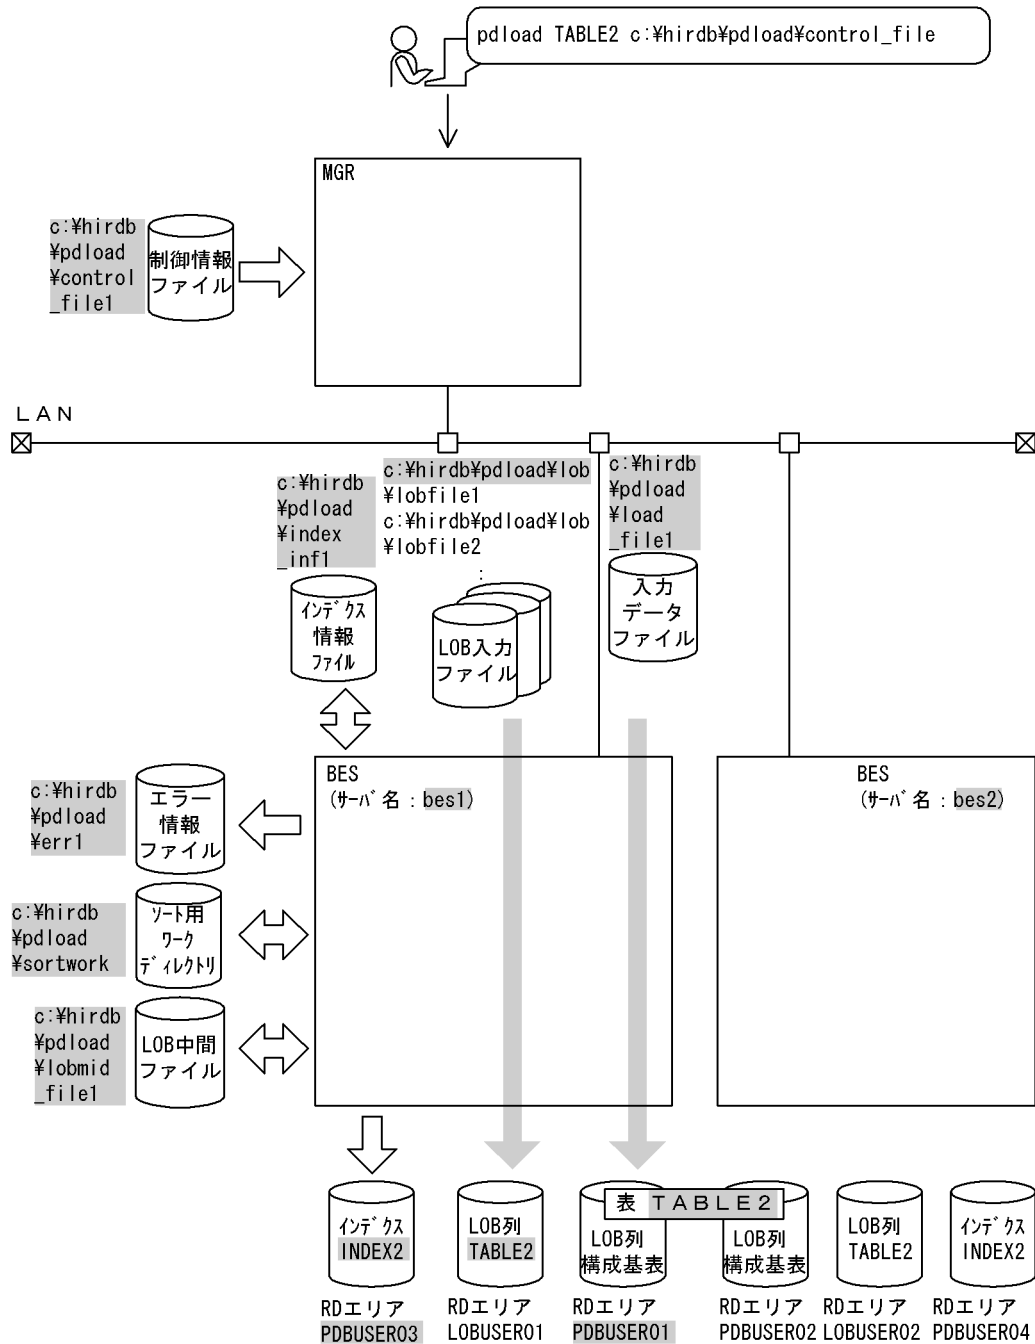 pdload TABLE2 c:¥hirdb¥pdload¥control_file
MGR
c:¥hirdb
¥pdload
¥control
_file1
制御情報
ファイル
LAN
c:¥hirdb
¥pdload
¥index
_inf1
c:¥hirdb¥pdload¥lob
¥lobfile1
c:¥hirdb¥pdload¥lob
¥lobfile2
:
c:¥hirdb
¥pdload
¥load
_file1
インデクス
情報
ファイル
LOB入力
ファイル
入力
データ
ファイル
BES
(サーバ名:bes1)
BES
(サーバ名:bes2)
c:¥hirdb
¥pdload
¥err1
エラー
情報
ファイル
c:¥hirdb
¥pdload
¥sortwork
ソート用
ワーク
ディレクトリ
c:¥hirdb
¥pdload
¥lobmid
_file1
LOB中間
ファイル
表 TABLE2
インデクス
INDEX2
LOB列
TABLE2
LOB列
構成基表
LOB列
構成基表
LOB列
TABLE2
インデクス
INDEX2
RDエリア
PDBUSER03
RDエリア
LOBUSER01
RDエリア
PDBUSER01
RDエリア
PDBUSER02
RDエリア
LOBUSER02
RDエリア
PDBUSER04